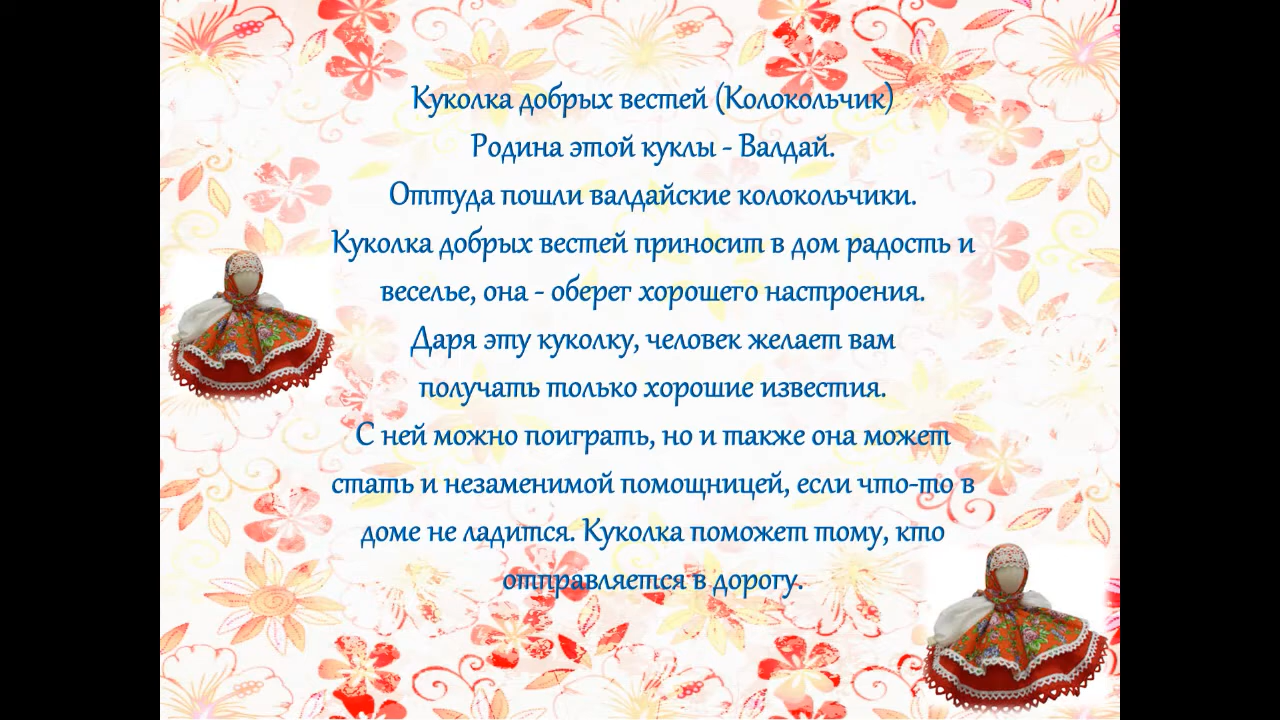 Куколка добрых вестей (Колокольчик)
Родина этой куклы - Валдай.
Оттуда пошли валдайские колокольчики.
Куколка добрых вестей приносит в дом радость и
веселье, она - оберег хорошего настроения.
Даря эту куколку, человек желает вам
получать только хорошие известия.
С ней можно поиграть, но и также она может
стать и незаменимой помощницей, если что-то в
доме не ладится. Куколка поможет тому, кто
отправляется в дорогу.